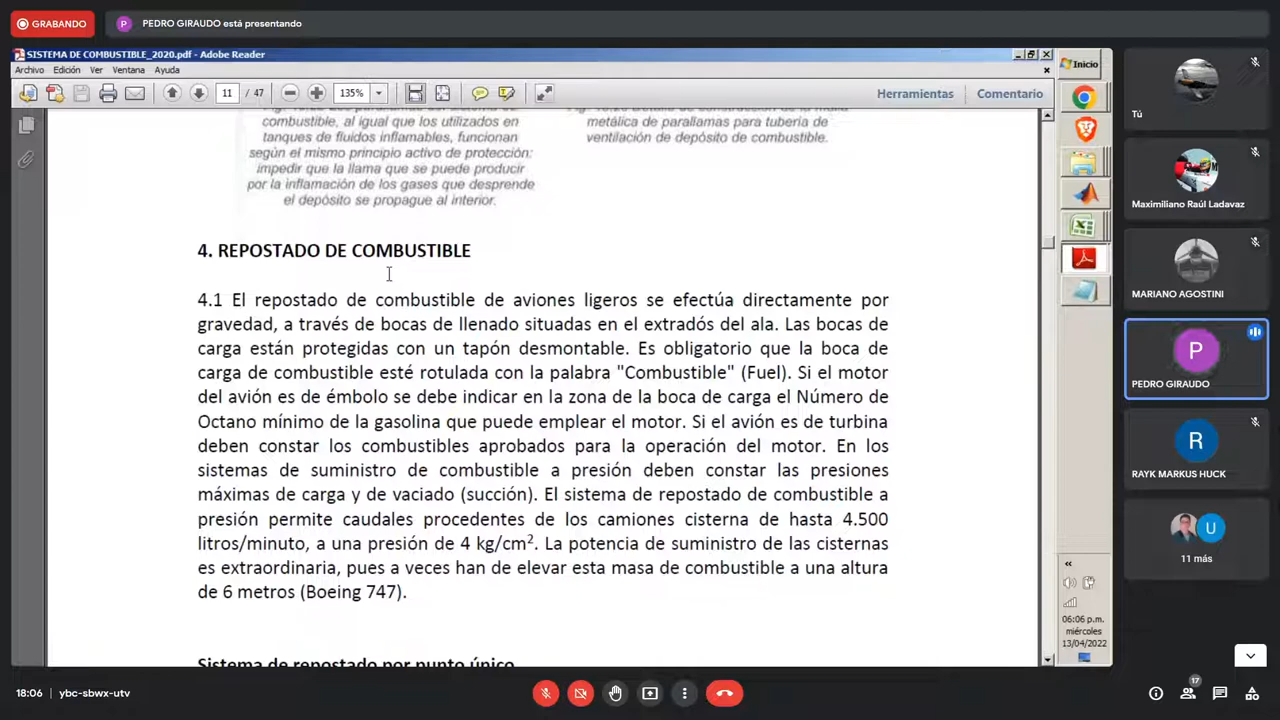 GRABANDO
PEDRO GIRAUDO está presentando
SISTEMA DE COMBUSTIBLE_2020.pdf - Adobe Reader
Archivo Edición Ver Ventana Ayuda
11 / 47
135%
Herramientas Comentario
combustible, al igual que los utilizados en
tanques de fluidos inflamables, funcionan
según el mismo principio activo de protección:
impedir que la llama que se puede producir
por la inflamación de los gases que desprende
el depósito se propague al interior.
metálica de parallamas para tubería de
ventilación de depósito de combustible.
4. REPOSTADO DE COMBUSTIBLE
4.1 El repostado de combustible de aviones ligeros se efectúa directamente por
gravedad, a través de bocas de llenado situadas en el extradós del ala. Las bocas de
carga están protegidas con un tapón desmontable. Es obligatorio que la boca de
carga de combustible esté rotulada con la palabra "Combustible" (Fuel). Si el motor
del avión es de émbolo se debe indicar en la zona de la boca de carga el Número de
Octano mínimo de la gasolina que puede emplear el motor. Si el avión es de turbina
deben constar los combustibles aprobados para la operación del motor. En los
sistemas de suministro de combustible a presión deben constar las presiones
máximas de carga y de vaciado (succión). El sistema de repostado de combustible a
presión permite caudales procedentes de los camiones cisterna de hasta 4.500
litros/minuto, a una presión de 4 kg/cm². La potencia de suministro de las cisternas
es extraordinaria, pues a veces han de elevar esta masa de combustible a una altura
de 6 metros (Boeing 747).
Sistema de repostado por punto único
Inicio
«
06:06 p.m.
miércoles
13/04/2022
Tú
Maximiliano Raúl Ladavaz
MARIANO AGOSTINI
P
PEDRO GIRAUDO
R
RAYK MARKUS HUCK
U
11 más
18:06 ybc-sbwx-utv
17